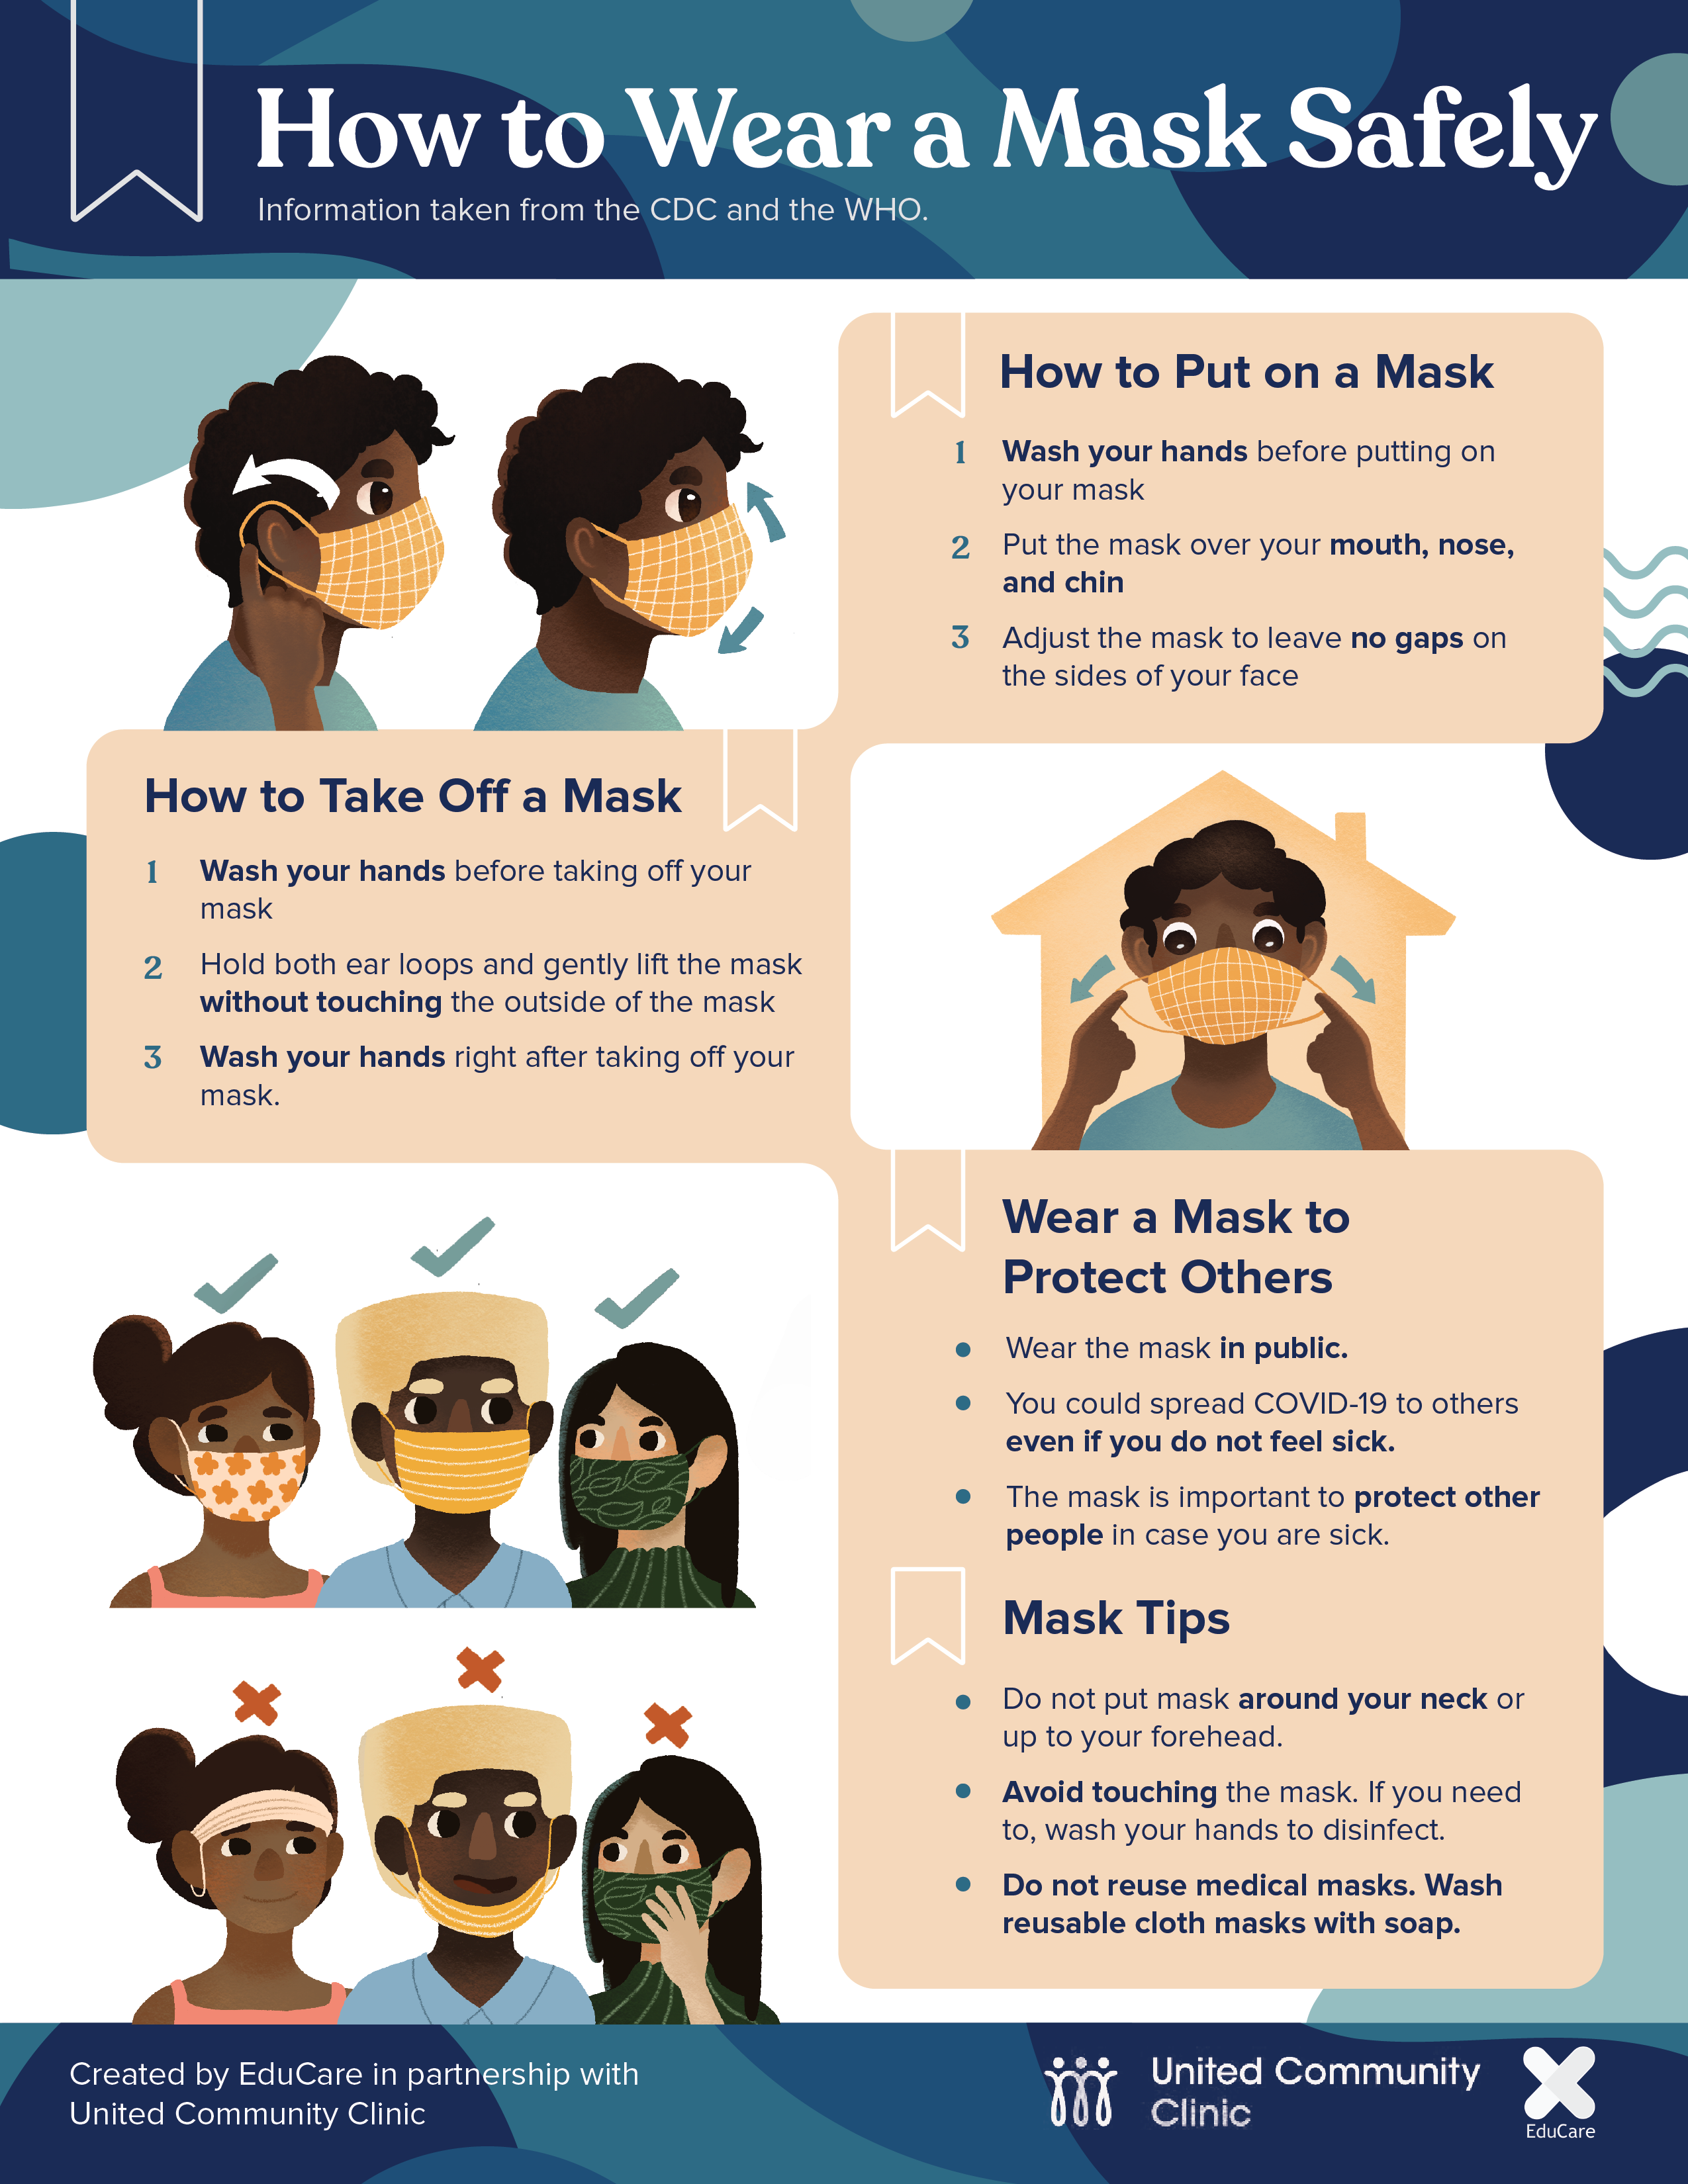 How to Wear a Mask Safely
Information taken from the CDC and the WHO.
How to Put on a Mask
1 Wash your hands before putting on
your mask
2 Put the mask over your mouth, nose,
and chin
3 Adjust the mask to leave no gaps on
the sides of your face
How to Take Off a Mask
1 Wash your hands before taking off your
mask
2 Hold both ear loops and gently lift the mask
without touching the outside of the mask
3 Wash your hands right after taking off your
mask.
Wear a Mask to
Protect Others
• Wear the mask in public.
• You could spread COVID-19 to others
even if you do not feel sick.
• The mask is important to protect other
people in case you are sick.
Mask Tips
• Do not put mask around your neck or
up to your forehead.
• Avoid touching the mask. If you need
to, wash your hands to disinfect.
• Do not reuse medical masks. Wash
reusable cloth masks with soap.
Created by EduCare in partnership with
United Community Clinic
United Community
Clinic
EduCare